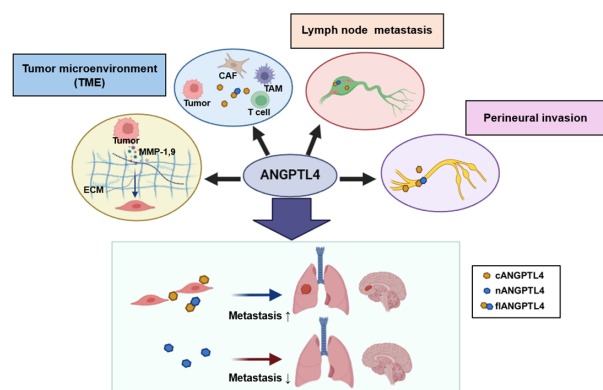 Lymph node metastasis
Tumor microenvironment
(TME)
CAF
TAM
Tumor
T cell
Perineural invasion
Tumor
MMP-1,9
ECM
ANGPTL4
cANGPTL4
nANGPTL4
flANGPTL4
Metastasis ↑
Metastasis ↓